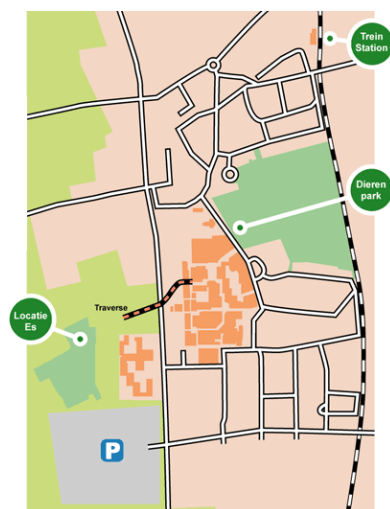 Trein
Station
Dieren
park
Traverse
Locatie
Es
P